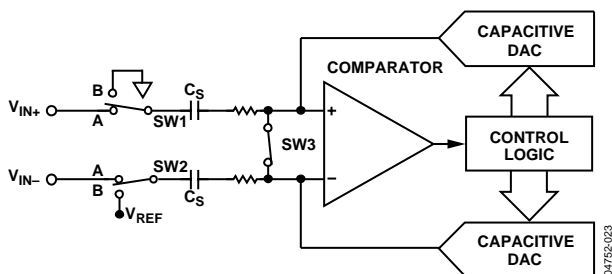 CAPACITIVE
DAC
COMPARATOR
B
CS
VIN+
A
SW1
+
SW3
CONTROL
LOGIC
VIN–
A
SW2
–
B
CS
VREF
CAPACITIVE
DAC
04752-023